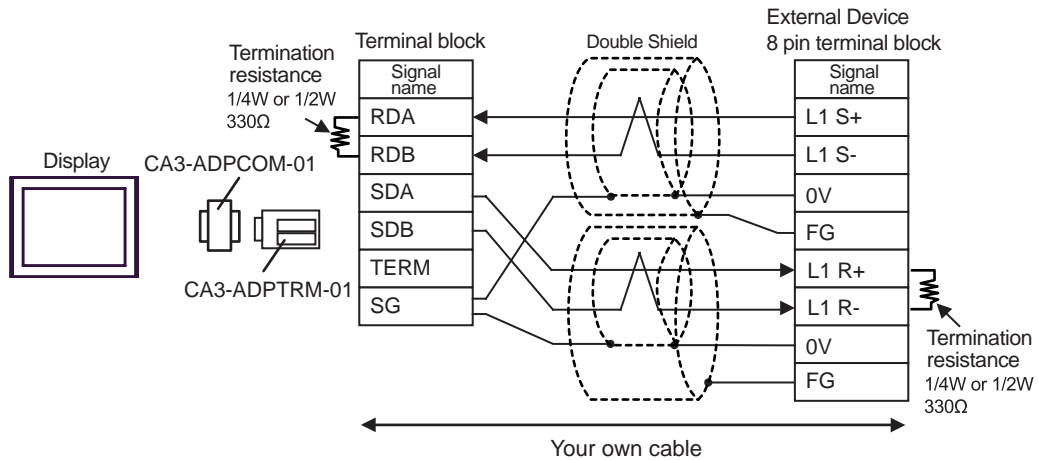 External Device
8 pin terminal block
Terminal block
Double Shield
Termination
resistance
1/4W or 1/2W
330Ω
Display
CA3-ADPCOM-01
CA3-ADPTRM-01
Signal
name
RDA
RDB
SDA
SDB
TERM
SG
Signal
name
L1 S+
L1 S-
0V
FG
L1 R+
L1 R-
0V
FG
Termination
resistance
1/4W or 1/2W
330Ω
Your own cable